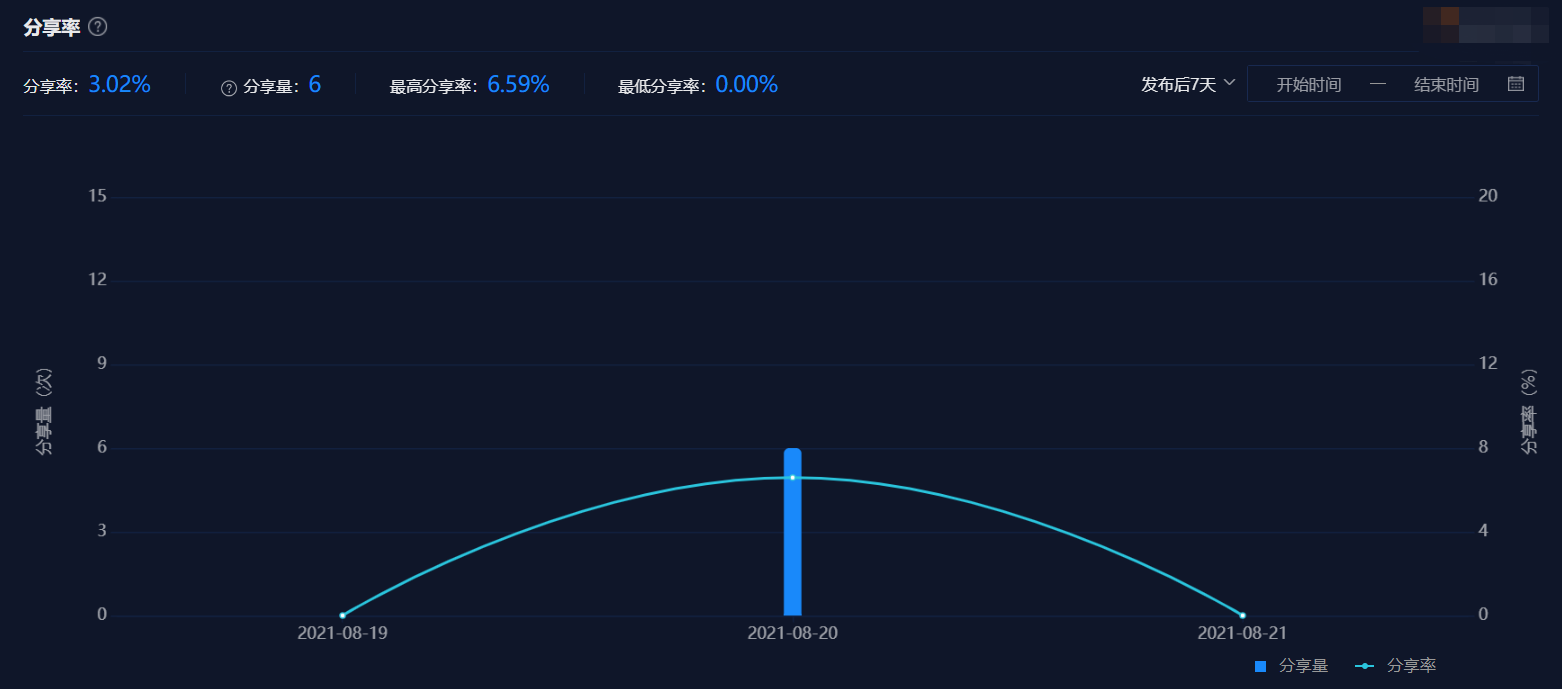 分享率 ?
分享率: 3.02% ? 分享量: 6 最高分享率: 6.59% 最低分享率: 0.00% 发布后7天 开始时间 — 结束时间
15 20
12 16
9 12
6 8
3 4
0 0
分享量（次）
分享率（%）
2021-08-19 2021-08-20 2021-08-21
分享量 分享率